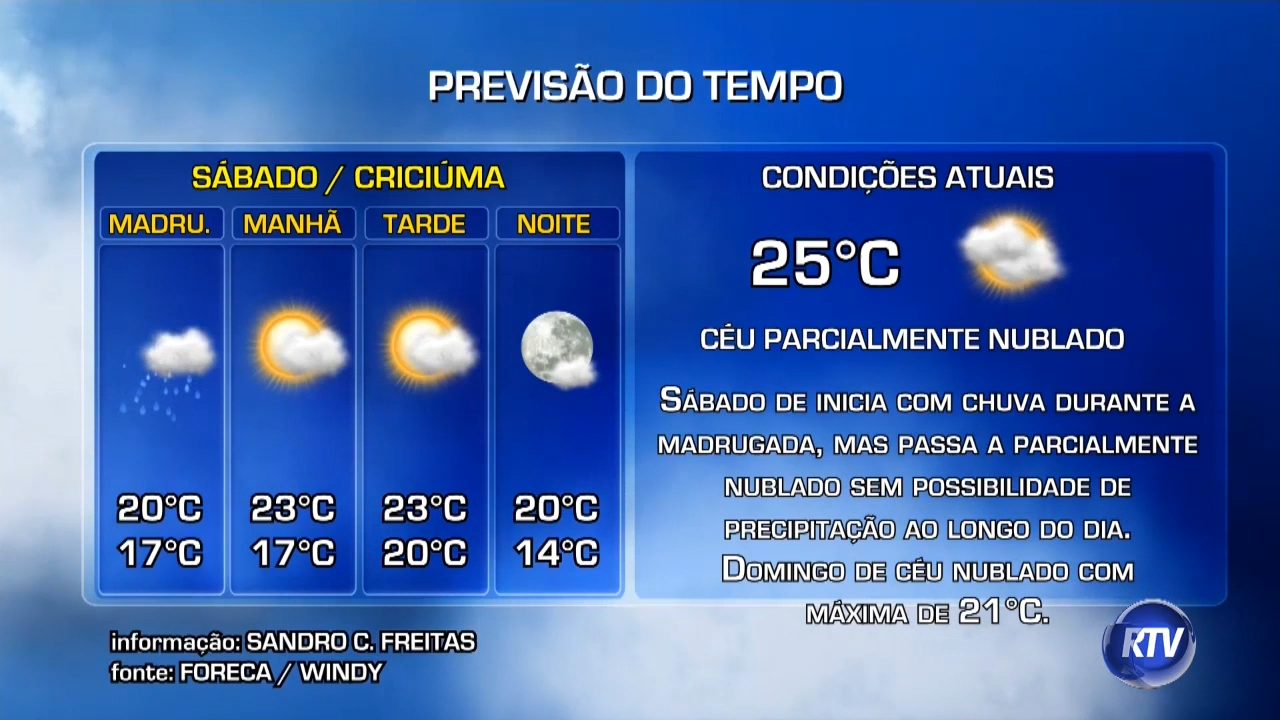 PREVISÃO DO TEMPO
SÁBADO / CRICIÚMA
MADRU. MANHÃ TARDE NOITE
20°C 23°C 23°C 20°C
17°C 17°C 20°C 14°C
CONDIÇÕES ATUAIS
25°C
CÉU PARCIALMENTE NUBLADO
SÁBADO DE INICIA COM CHUVA DURANTE A
MADRUGADA, MAS PASSA A PARCIALMENTE
NUBLADO SEM POSSIBILIDADE DE
PRECIPITAÇÃO AO LONGO DO DIA.
DOMINGO DE CÉU NUBLADO COM
MÁXIMA DE 21°C.
informação: SANDRO C. FREITAS
fonte: FORECA / WINDY
RTV